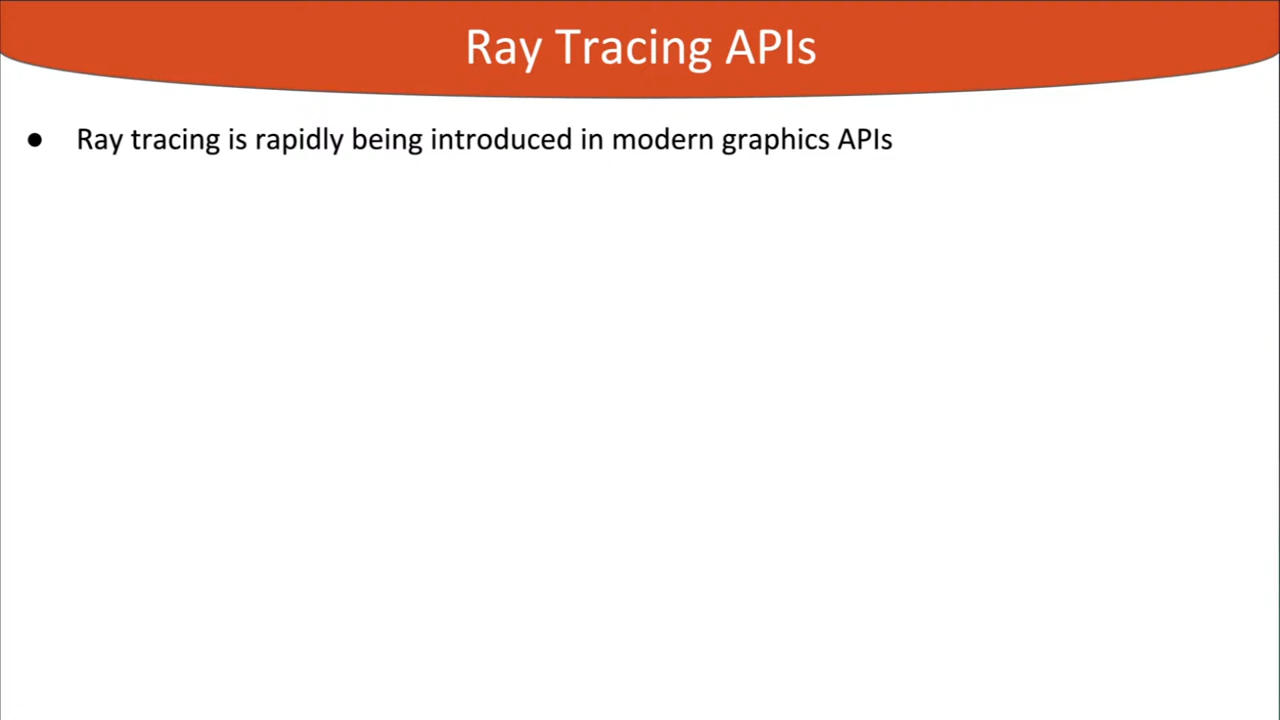 Ray Tracing APIs
● Ray tracing is rapidly being introduced in modern graphics APIs